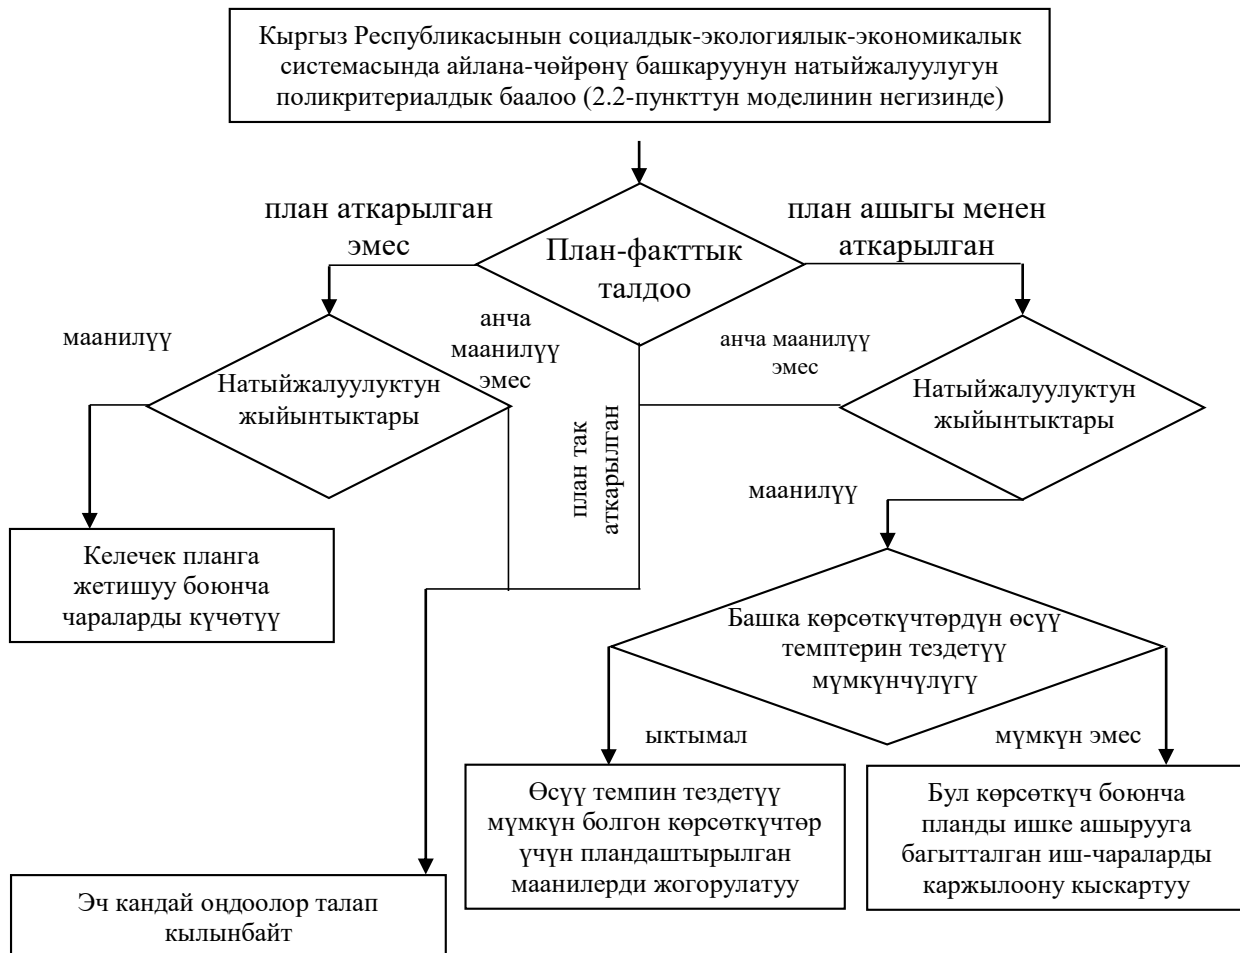 Кыргыз Республикасынын социалдык-экологиялык-экономикалык
системасында айлана-чөйрөнү башкаруунун натыйжалуулугун
поликритериалдык баалоо (2.2-пункттун моделинин негизинде)
план аткарылган
эмес
План-факттык
талдоо
план ашыгы менен
аткарылган
маанилүү
Натыйжалуулуктун
жыйынтыктары
анча
маанилүү
эмес
план так
аткарылган
анча маанилүү
эмес
Натыйжалуулуктун
жыйынтыктары
маанилүү
Келечек планга
жетишуу боюнча
чараларды күчөтүү
Башка көрсөткүчтөрдүн өсүү
темптерин тездетүү
мүмкүнчүлүгү
ыктымал
мүмкүн эмес
Өсүү темпин тездетүү
мүмкүн болгон көрсөткүчтөр
үчүн пландаштырылган
маанилерди жогорулатуу
Бул көрсөткүч боюнча
планды ишке ашырууга
багытталган иш-чараларды
каржылоону кыскартуу
Эч кандай оңдоолор талап
кылынбайт